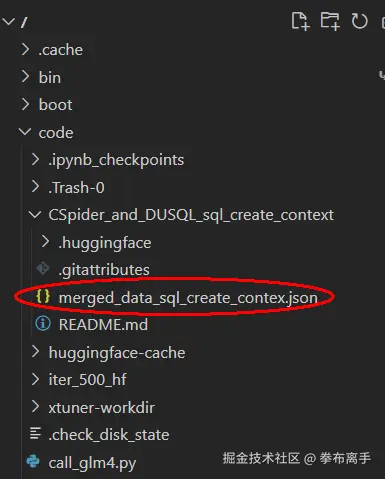 /
.cache
bin
boot
code
.ipynb_checkpoints
.Trash-0
CSpider_and_DUSQL_sql_create_context
.huggingface
.gitattributes
{} merged_data_sql_create_contex.json
README.md
huggingface-cache
iter_500_hf
xtuner-workdir
.check_disk_state
call_glm4.py
掘金技术社区 @ 拳布离手